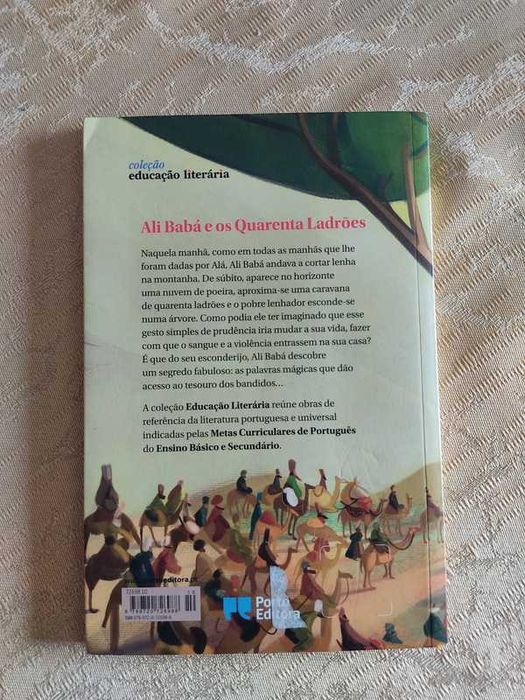 coleção
educação literária
Ali Babá e os Quarenta Ladrões
Naquela manhã, como em todas as manhãs que lhe
foram dadas por Alá, Ali Babá andava a cortar lenha
na montanha. De súbito, aparece no horizonte
uma nuvem de poeira, aproxima-se uma caravana
de quarenta ladrões e o pobre lenhador esconde-se
numa árvore. Como podia ele ter imaginado que esse
gesto simples de prudência iria mudar a sua vida, fazer
com que o sangue e a violência entrassem na sua casa?
É que do seu esconderijo, Ali Babá descobre
um segredo fabuloso: as palavras mágicas que dão
acesso ao tesouro dos bandidos...
A coleção Educação Literária reúne obras de
referência da literatura portuguesa e universal
indicadas pelas Metas Curriculares de Português
do Ensino Básico e Secundário.
Porto
Editora